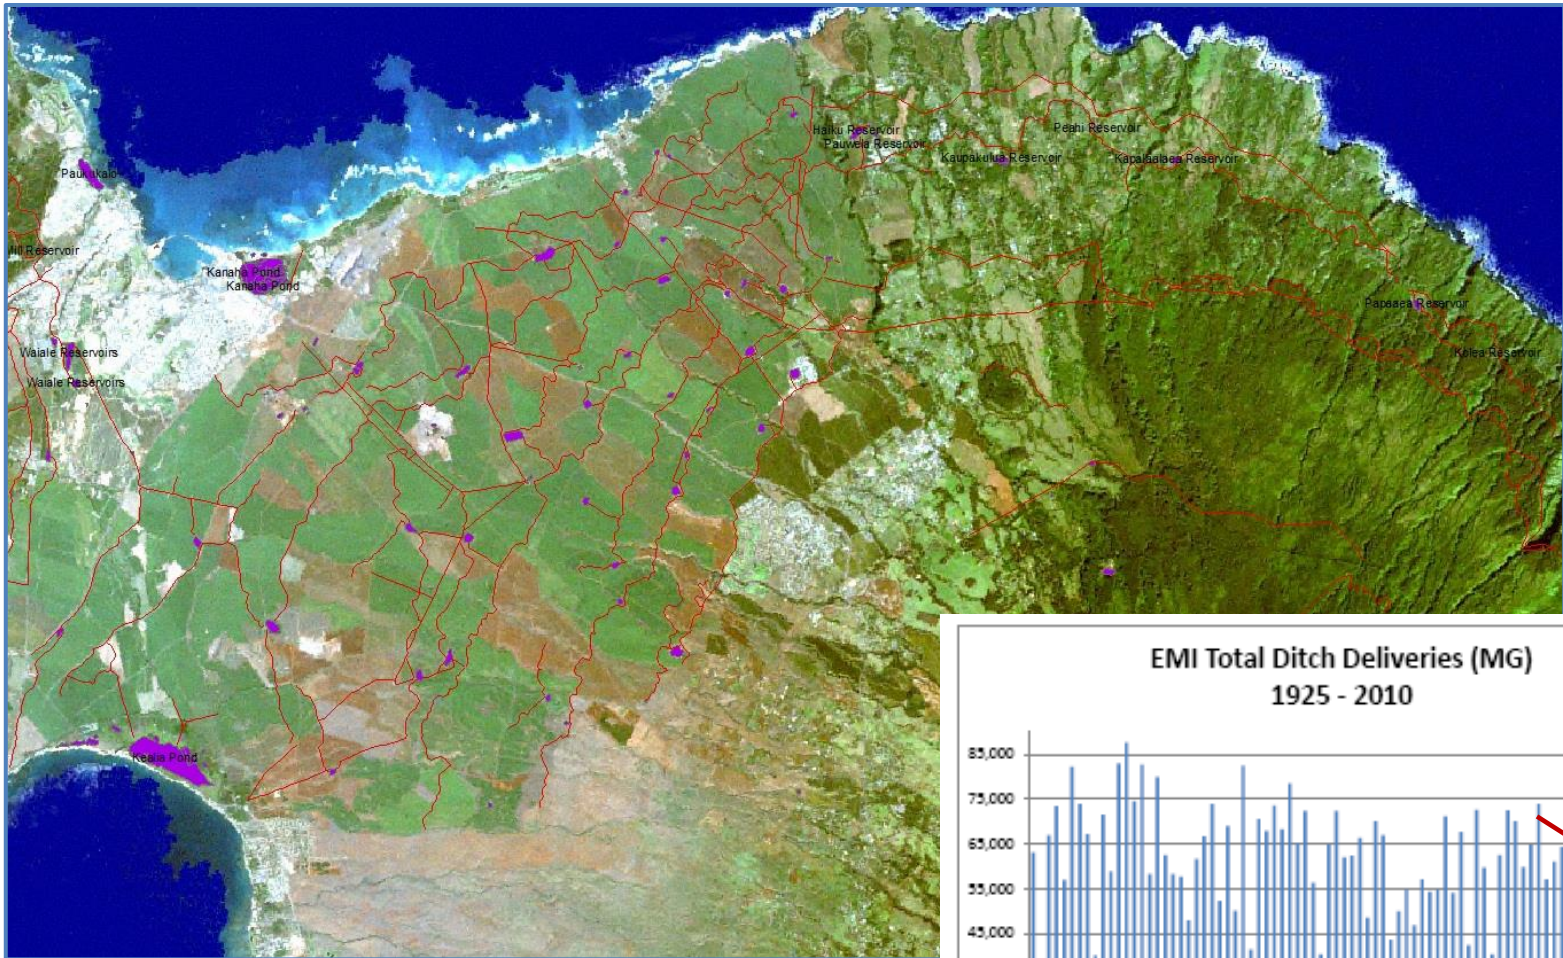 Haiku Reservoir
Pauwela Reservoir
Peahi Reservoir
Kaupakulua Reservoir
Kapalaalaea Reservoir
Paukukalo
Mill Reservoir
Kanaha Pond
Kanaha Pond
Papaaea Reservoir
Waiale Reservoirs
Kolea Reservoir
Waiale Reservoirs
Kealia Pond
EMI Total Ditch Deliveries (MG)
1925 - 2010
85,000
75,000
65,000
55,000
45,000